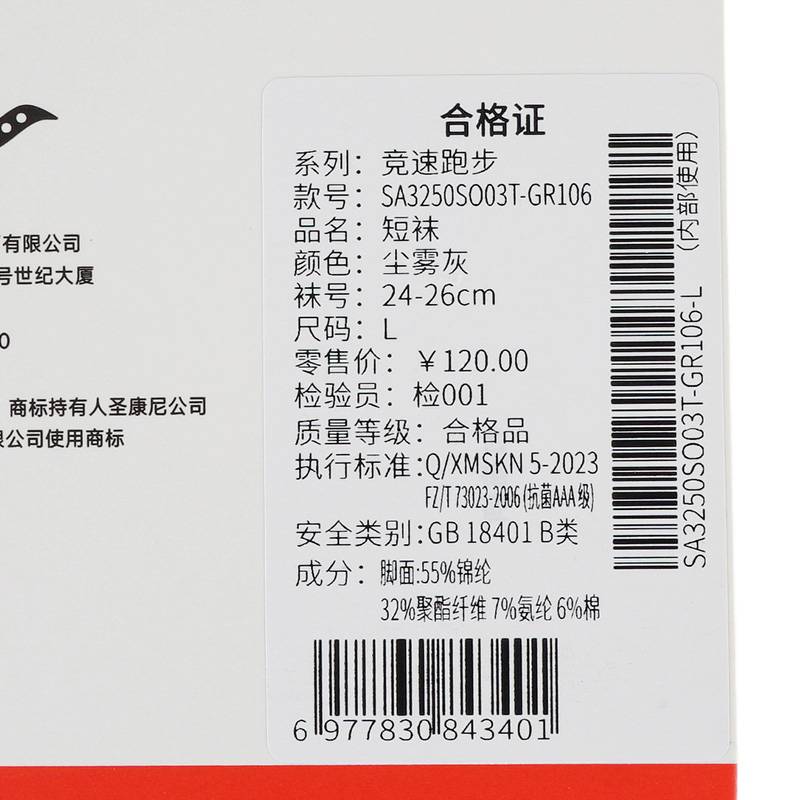 有限公司
号世纪大厦
0
商标持有人圣康尼公司
公司使用商标
合格证
系列：竞速跑步
款号：SA3250SO03T-GR106
品名：短袜
颜色：尘雾灰
袜号：24-26cm
尺码：L
零售价：￥120.00
检验员：检001
质量等级：合格品
执行标准:Q/XMSKN 5-2023
FZ/T 73023-2006 (抗菌AAA 级)
安全类别:GB 18401 B类
成分：脚面:55%锦纶
32%聚酯纤维 7%氨纶 6%棉
6 977830 843401
SA3250SO03T-GR106-L (内部使用)